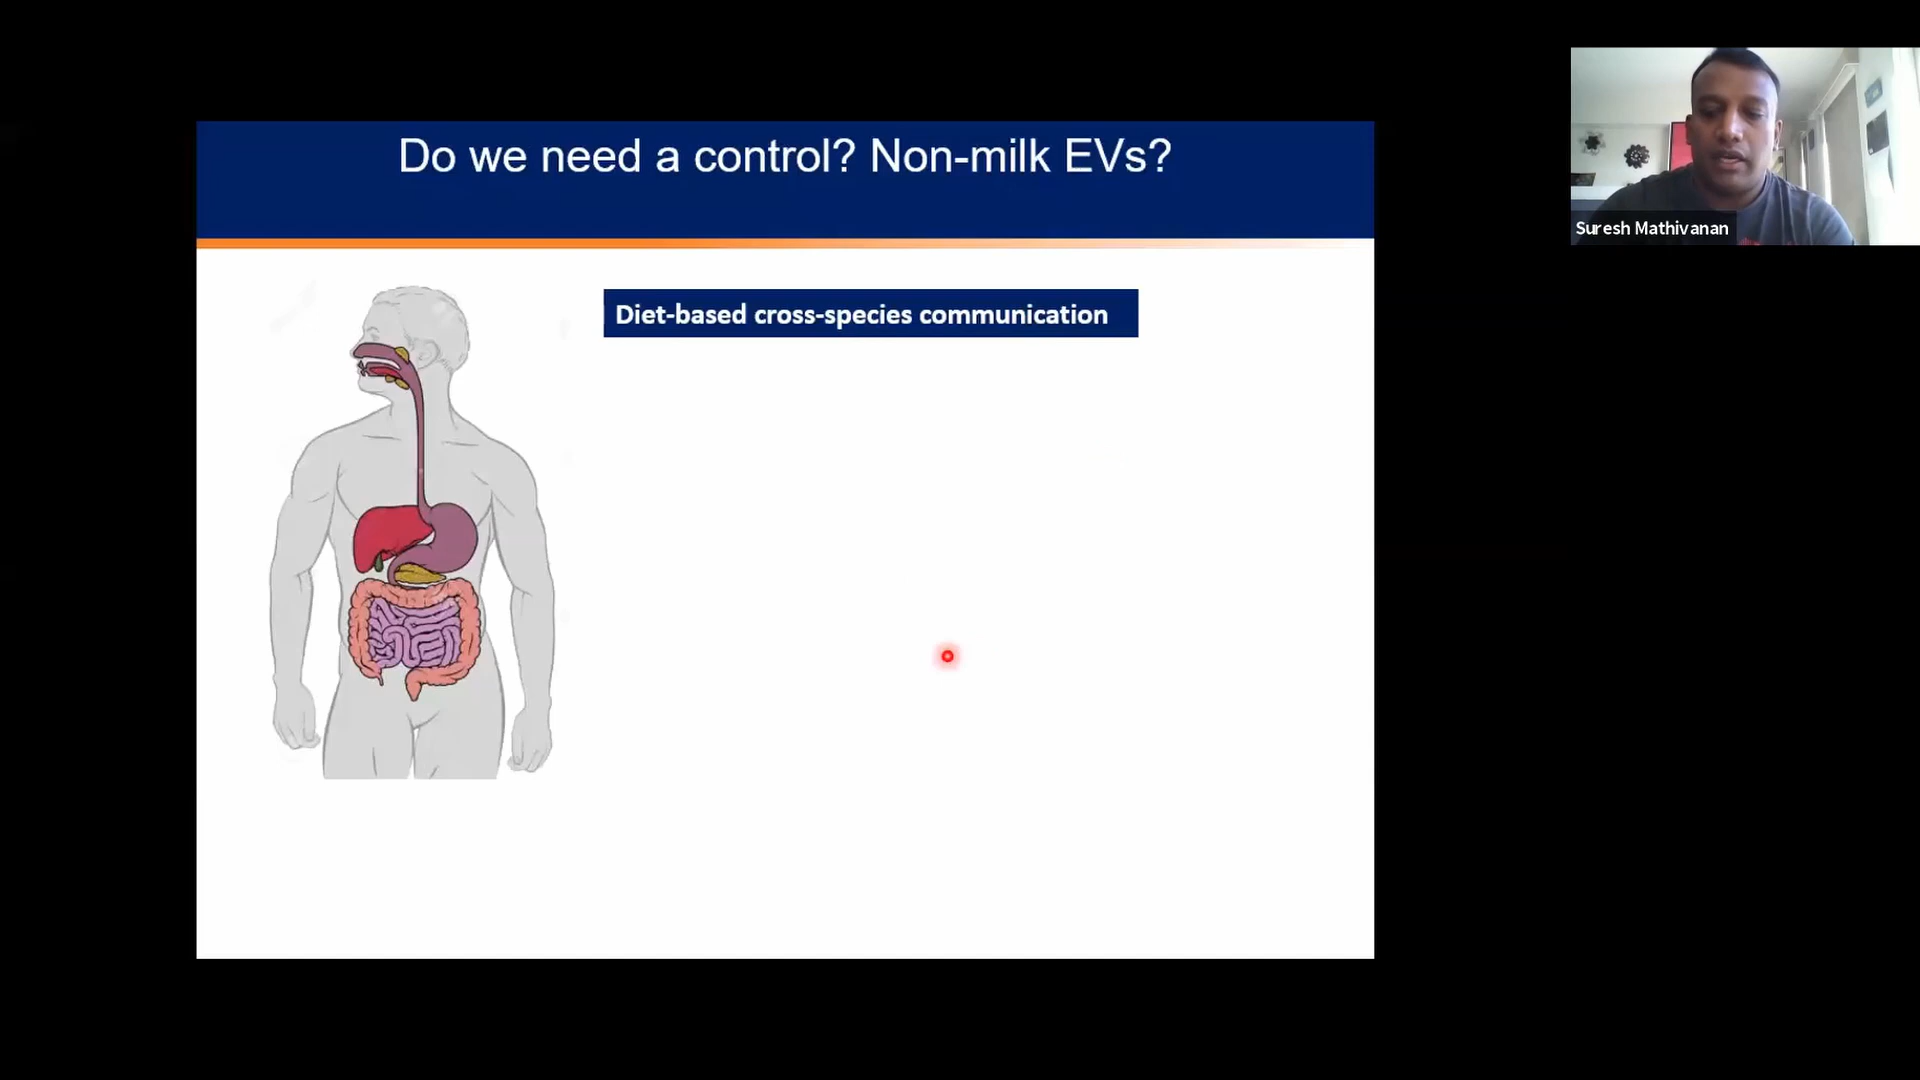 Do we need a control? Non-milk EVs?
Suresh Mathivanan
Diet-based cross-species communication